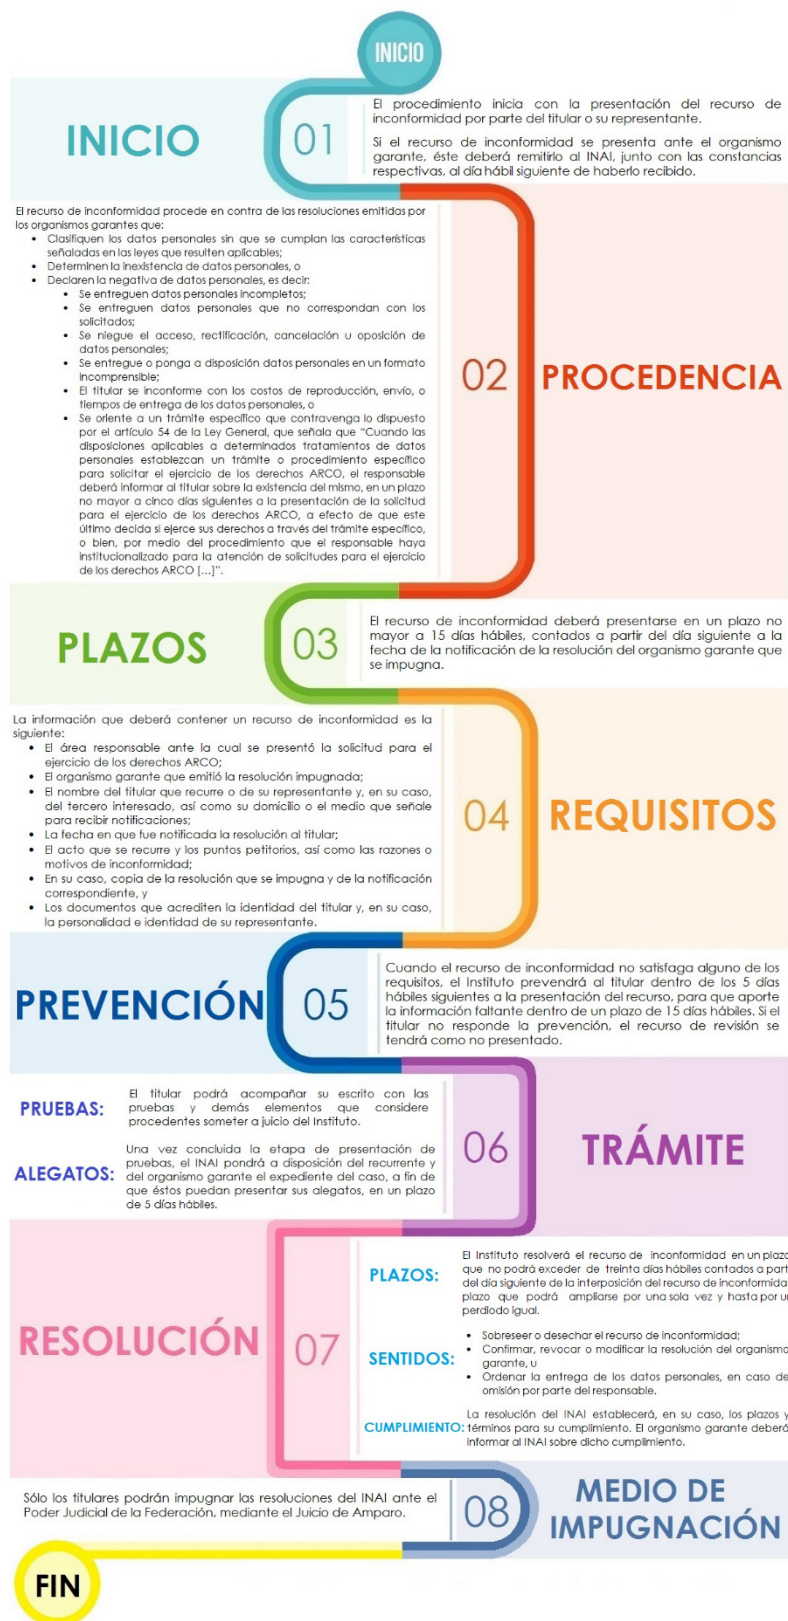 INICIO
INICIO
01
El procedimiento inicia con la presentación del recurso de
inconformidad por parte del titular o su representante.
Si el recurso de inconformidad se presenta ante el organismo
garante, éste deberá remitirlo al INAI, junto con las constancias
respectivas, al día hábil siguiente de haberlo recibido.
El recurso de inconformidad procede en contra de las resoluciones emitidas por
los organismos garantes que:
• Clasifiquen los datos personales sin que se cumplan las características
señaladas en las leyes que resulten aplicables;
• Determinen la inexistencia de datos personales, o
• Declaren la negativa de datos personales, es decir:
• Se entreguen datos personales incompletos;
• Se entreguen datos personales que no correspondan con los
solicitados;
• Se niegue el acceso, rectificación, cancelación u oposición de
datos personales;
• Se entregue o ponga a disposición datos personales en un formato
incomprensible;
• El titular se inconforme con los costos de reproducción, envío, o
tiempos de entrega de los datos personales, o
• Se oriente a un trámite específico que contravenga lo dispuesto
por el artículo 54 de la Ley General, que señala que “Cuando las
disposiciones aplicables a determinados tratamientos de datos
personales establezcan un trámite o procedimiento específico
para solicitar el ejercicio de los derechos ARCO, el responsable
deberá informar al titular sobre la existencia del mismo, en un plazo
no mayor a cinco días siguientes a la presentación de la solicitud
para el ejercicio de los derechos ARCO, a efecto de que este
último decida si ejerce sus derechos a través del trámite específico,
o bien, por medio del procedimiento que el responsable haya
institucionalizado para la atención de solicitudes para el ejercicio
de los derechos ARCO [...]”.
02
PROCEDENCIA
PLAZOS
03
El recurso de inconformidad deberá presentarse en un plazo no
mayor a 15 días hábiles, contados a partir del día siguiente a la
fecha de la notificación de la resolución del organismo garante que
se impugna.
La información que deberá contener un recurso de inconformidad es la
siguiente:
• El área responsable ante la cual se presentó la solicitud para el
ejercicio de los derechos ARCO;
• El organismo garante que emitió la resolución impugnada;
• El nombre del titular que recurre o de su representante y, en su caso,
del tercero interesado, así como su domicilio o el medio que señale
para recibir notificaciones;
• La fecha en que fue notificada la resolución al titular;
• El acto que se recurre y los puntos petitorios, así como las razones o
motivos de inconformidad;
• En su caso, copia de la resolución que se impugna y de la notificación
correspondiente, y
• Los documentos que acrediten la identidad del titular y, en su caso,
la personalidad e identidad de su representante.
04
REQUISITOS
PREVENCIÓN
05
Cuando el recurso de inconformidad no satisfaga alguno de los
requisitos, el Instituto prevendrá al titular dentro de los 5 días
hábiles siguientes a la presentación del recurso, para que aporte
la información faltante dentro de un plazo de 15 días hábiles. Si el
titular no responde la prevención, el recurso de revisión se
tendrá como no presentado.
PRUEBAS:
El titular podrá acompañar su escrito con las
pruebas y demás elementos que considere
procedentes someter a juicio del Instituto.
ALEGATOS:
Una vez concluida la etapa de presentación de
pruebas, el INAI pondrá a disposición del recurrente y
del organismo garante el expediente del caso, a fin de
que éstos puedan presentar sus alegatos, en un plazo
de 5 días hábiles.
06
TRÁMITE
RESOLUCIÓN
07
PLAZOS:
El Instituto resolverá el recurso de inconformidad en un plazo
que no podrá exceder de treinta días hábiles contados a part
del día siguiente de la interposición del recurso de inconformida
plazo que podrá ampliarse por una sola vez y hasta por un
perdiodo igual.
SENTIDOS:
• Sobreseer o desechar el recurso de inconformidad;
• Confirmar, revocar o modificar la resolución del organismo
garante, u
• Ordenar la entrega de los datos personales, en caso de
omisión por parte del responsable.
CUMPLIMIENTO:
La resolución del INAI establecerá, en su caso, los plazos y
términos para su cumplimiento. El organismo garante deberá
informar al INAI sobre dicho cumplimiento.
Sólo los titulares podrán impugnar las resoluciones del INAI ante el
Poder Judicial de la Federación, mediante el Juicio de Amparo.
08
MEDIO DE
IMPUGNACIÓN
FIN